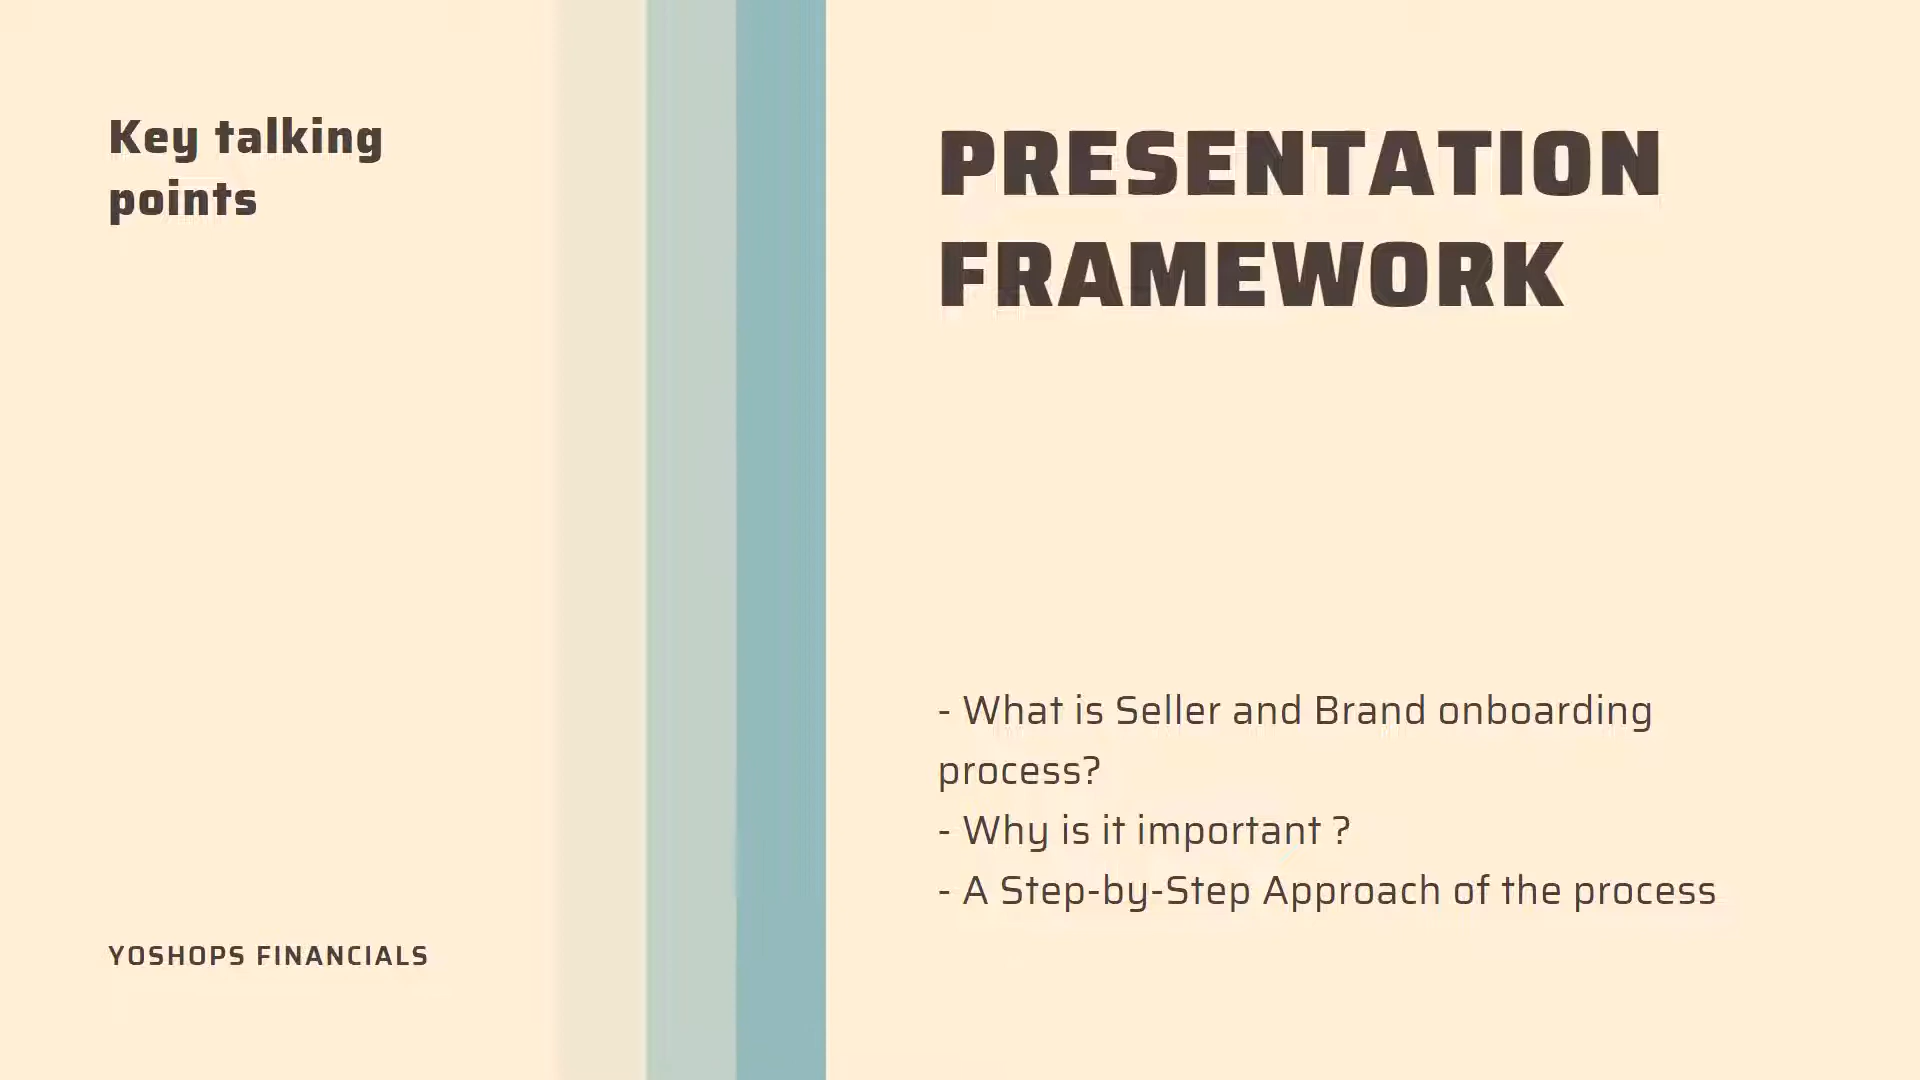 Key talking
points
YOSHOPS FINANCIALS
PRESENTATION
FRAMEWORK
- What is Seller and Brand onboarding
process?
- Why is it important ?
- A Step-by-Step Approach of the process